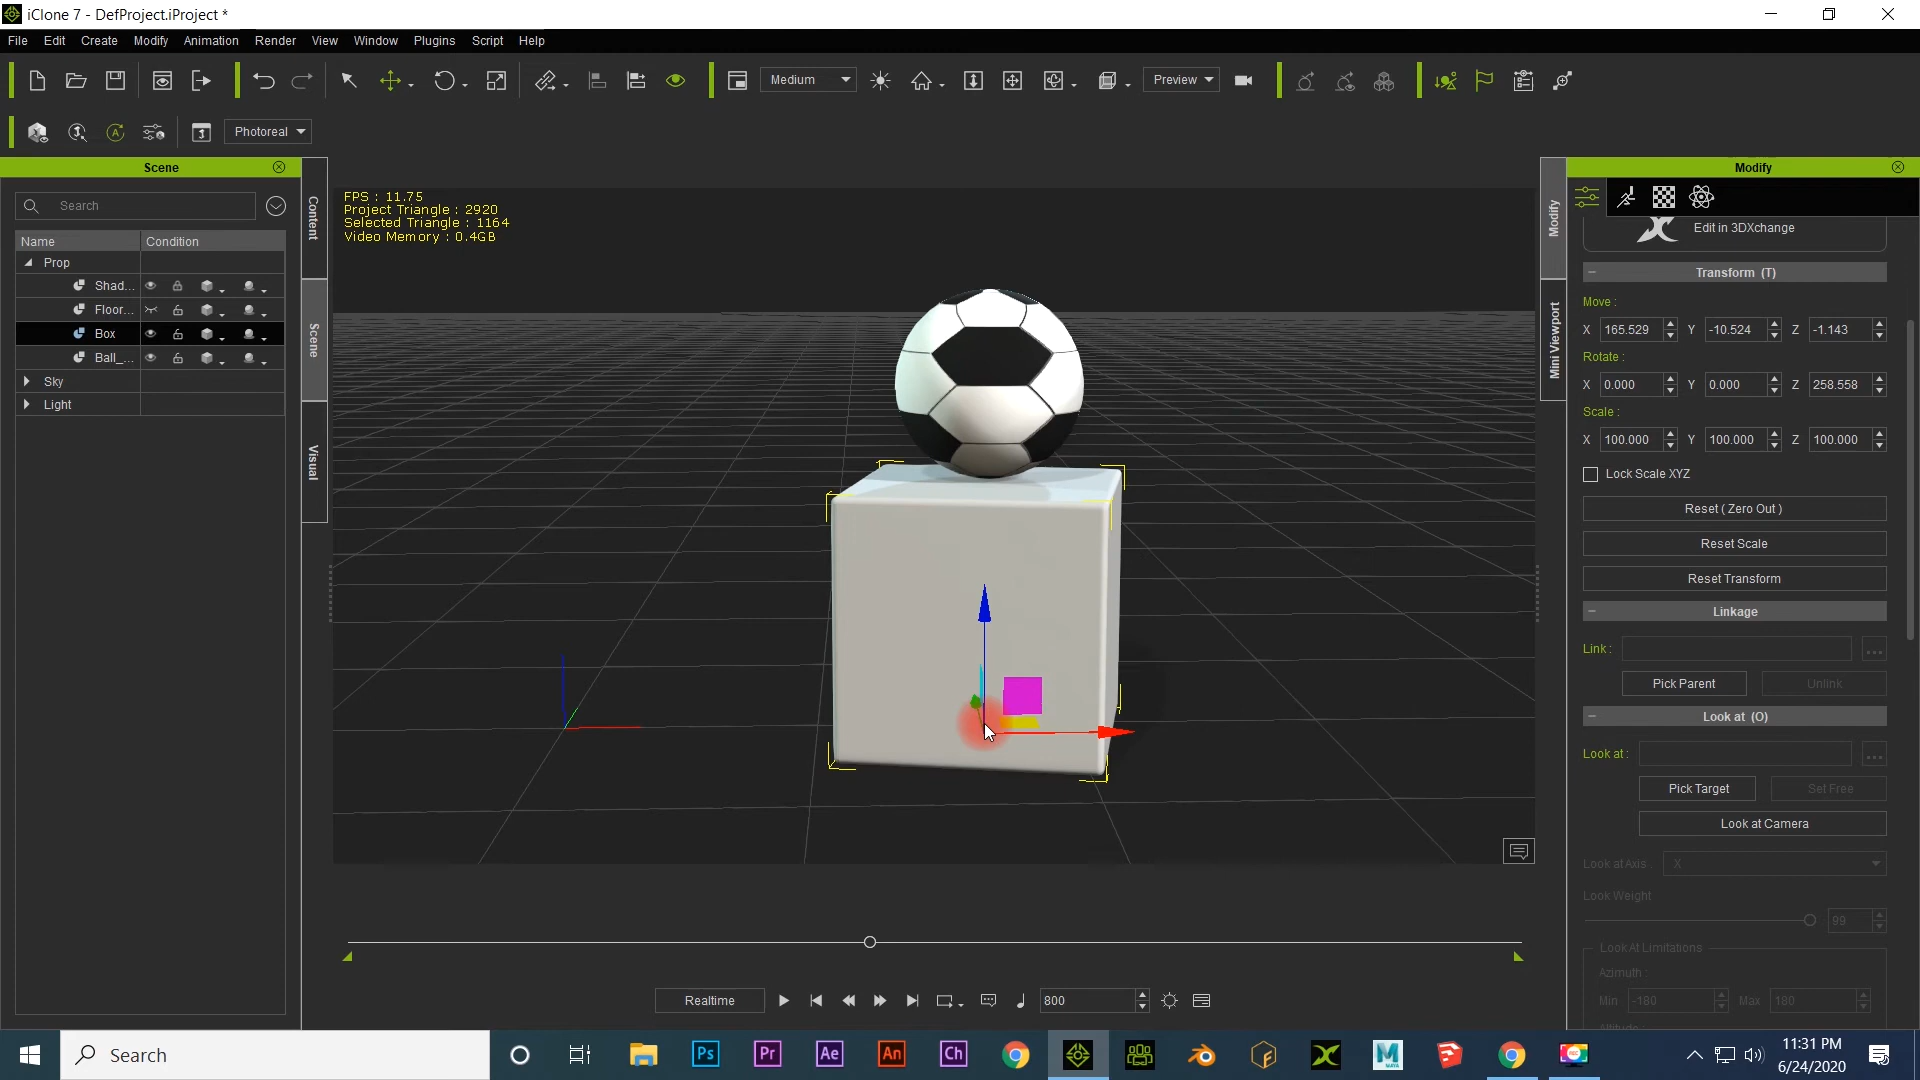 iClone 7 - DefProject.iProject *
File Edit Create Modify Animation Render View Window Plugins Script Help
Medium Preview
Photoreal
Scene
Search
Name Condition
Prop
Shad...
Floor...
Box
Ball_...
Sky
Light
Content
Scene
Visual
FPS : 11.75
Project Triangle : 2920
Selected Triangle : 1164
Video Memory : 0.4GB
Modify
Mini Viewport
Modify
Edit in 3DXchange
Transform (T)
Move :
X 165.529 Y -10.524 Z -1.143
Rotate :
X 0.000 Y 0.000 Z 258.558
Scale :
X 100.000 Y 100.000 Z 100.000
Lock Scale XYZ
Reset ( Zero Out )
Reset Scale
Reset Transform
Linkage
Link : ...
Pick Parent Unlink
Look at (O)
Look at : ...
Pick Target Set Free
Look at Camera
Look at Axis X
Look Weight
99
Look At Limitations
Azimuth :
Min -180 Max 180
Altitude :
Realtime 800
Search
Ps Pr Ae An Ch
11:31 PM
6/24/2020